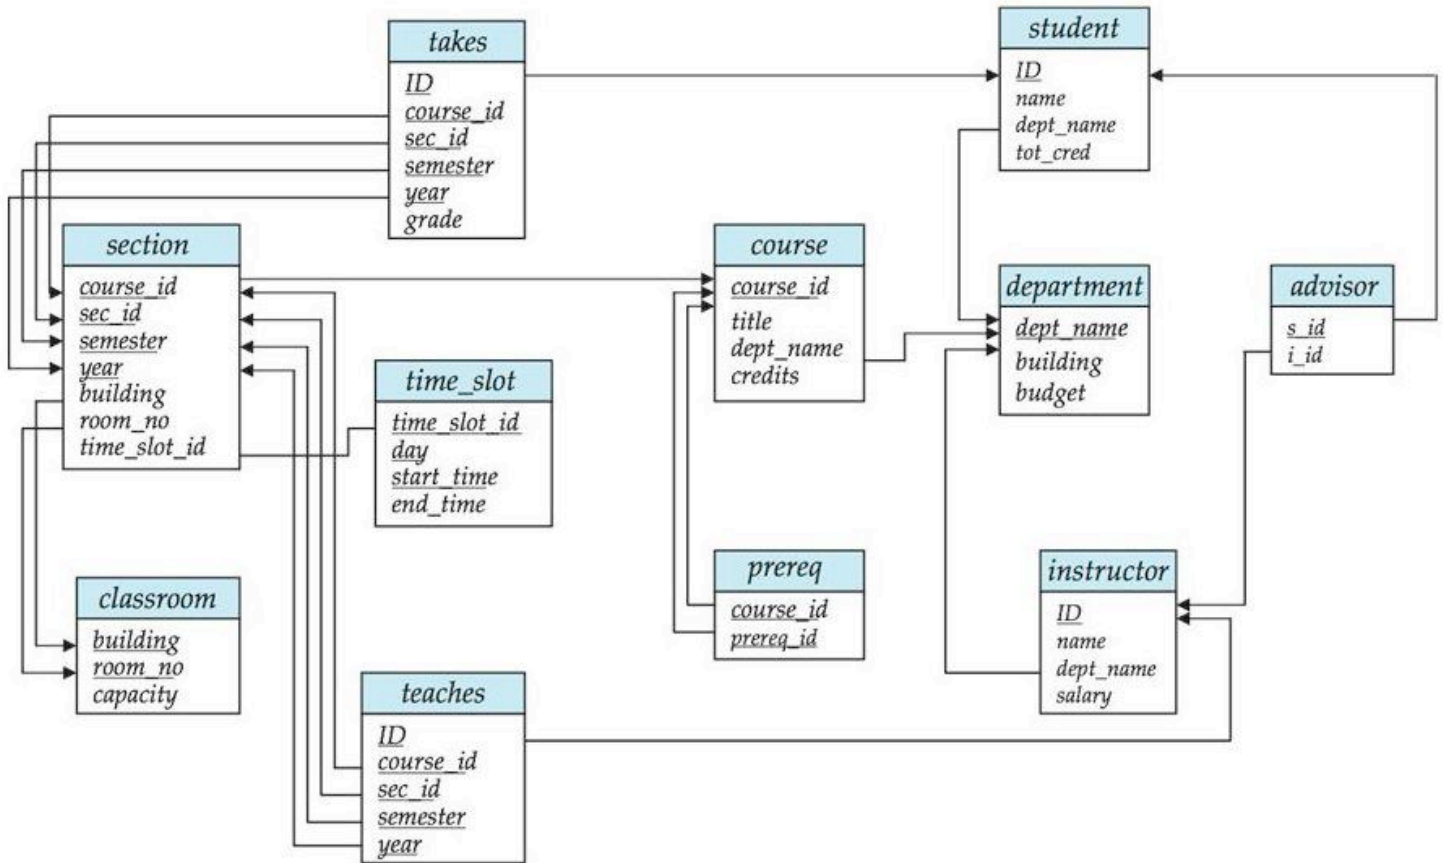 takes
ID
course_id
sec_id
semester
year
grade
student
ID
name
dept_name
tot_cred
section
course_id
sec_id
semester
year
building
room_no
time_slot_id
course
course_id
title
dept_name
credits
department
dept_name
building
budget
advisor
s_id
i_id
time_slot
time_slot_id
day
start_time
end_time
prereq
course_id
prereq_id
instructor
ID
name
dept_name
salary
classroom
building
room_no
capacity
teaches
ID
course_id
sec_id
semester
year